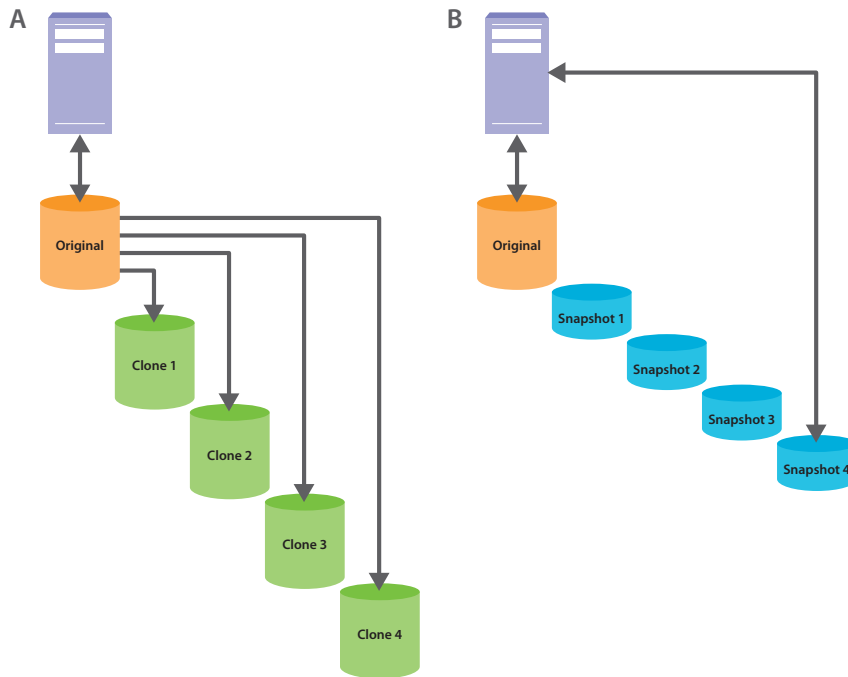 A
Original
Clone 1
Clone 2
Clone 3
Clone 4
B
Original
Snapshot 1
Snapshot 2
Snapshot 3
Snapshot 4